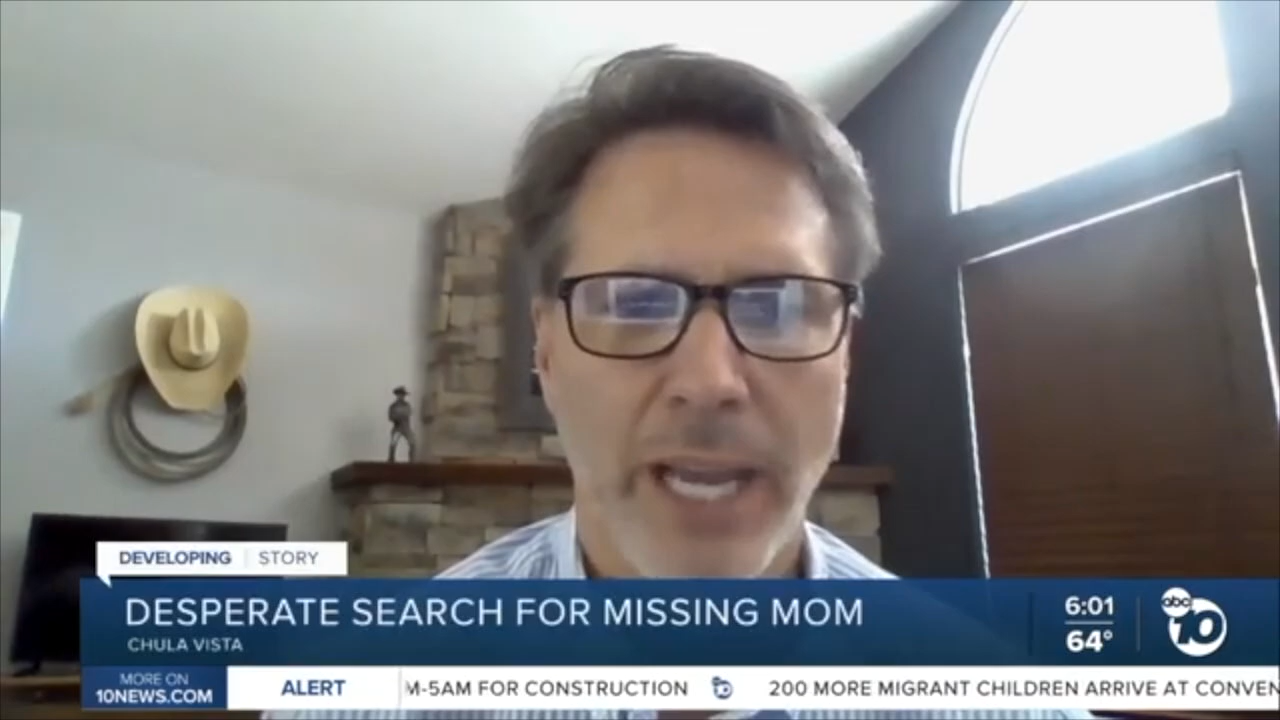 DEVELOPING STORY
DESPERATE SEARCH FOR MISSING MOM
CHULA VISTA
6:01
64°
abc 10
MORE ON
10NEWS.COM
ALERT
M-5AM FOR CONSTRUCTION 10 200 MORE MIGRANT CHILDREN ARRIVE AT CONVEN